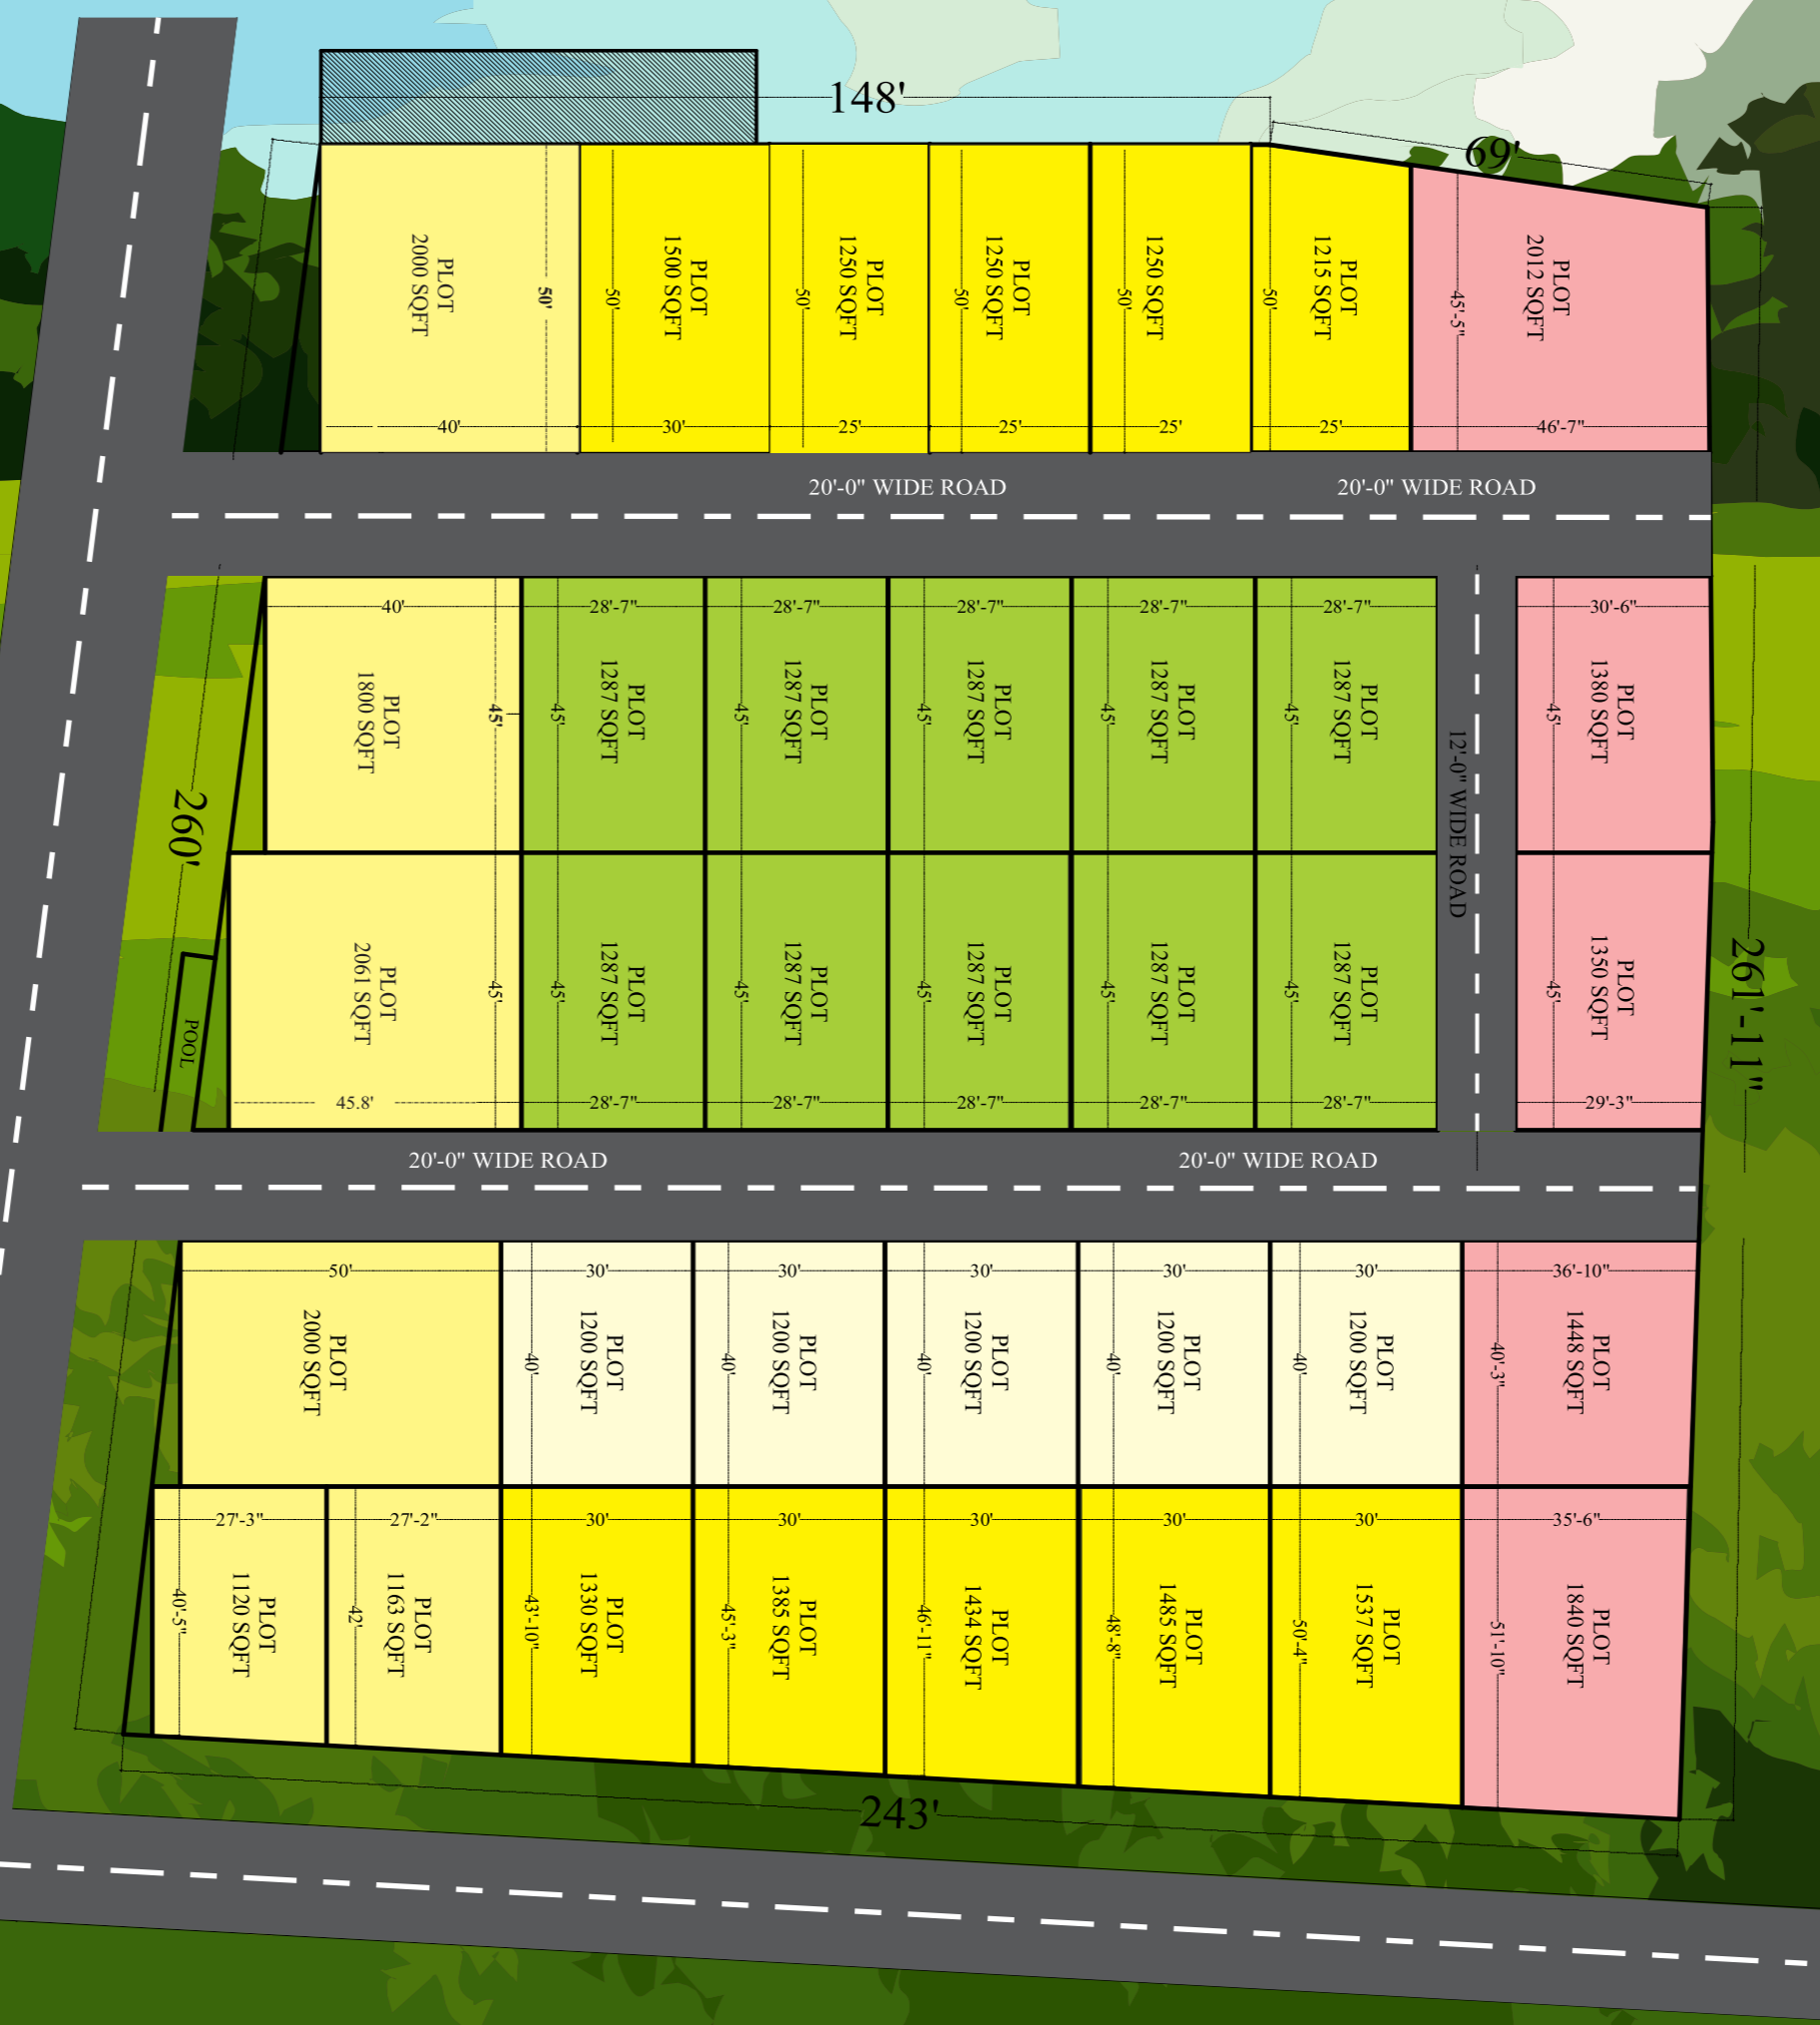 148'
69'
PLOT
2000 SQFT
50'
40'
PLOT
1500 SQFT
50'
30'
PLOT
1250 SQFT
50'
25'
PLOT
1250 SQFT
50'
25'
PLOT
1250 SQFT
50'
25'
PLOT
1215 SQFT
50'
25'
PLOT
2012 SQFT
45'-5"
46'-7"
20'-0" WIDE ROAD
20'-0" WIDE ROAD
40'
PLOT
1800 SQFT
45'
28'-7"
PLOT
1287 SQFT
45'
28'-7"
PLOT
1287 SQFT
45'
28'-7"
PLOT
1287 SQFT
45'
28'-7"
PLOT
1287 SQFT
45'
28'-7"
PLOT
1287 SQFT
45'
12'-0" WIDE ROAD
30'-6"
PLOT
1380 SQFT
45'
260'
261'-11"
POOL
PLOT
2061 SQFT
45'
45.8'
PLOT
1287 SQFT
45'
28'-7"
PLOT
1287 SQFT
45'
28'-7"
PLOT
1287 SQFT
45'
28'-7"
PLOT
1287 SQFT
45'
28'-7"
PLOT
1287 SQFT
45'
28'-7"
PLOT
1350 SQFT
45'
29'-3"
20'-0" WIDE ROAD
20'-0" WIDE ROAD
50'
PLOT
2000 SQFT
30'
PLOT
1200 SQFT
40'
30'
PLOT
1200 SQFT
40'
30'
PLOT
1200 SQFT
40'
30'
PLOT
1200 SQFT
40'
30'
PLOT
1200 SQFT
40'
36'-10"
PLOT
1448 SQFT
40'-3"
27'-3"
PLOT
1120 SQFT
40'-5"
27'-2"
PLOT
1163 SQFT
42'
30'
PLOT
1330 SQFT
43'-10"
30'
PLOT
1385 SQFT
45'-3"
30'
PLOT
1434 SQFT
46'-11"
30'
PLOT
1485 SQFT
48'-8"
30'
PLOT
1537 SQFT
50'-4"
35'-6"
PLOT
1840 SQFT
51'-10"
243'